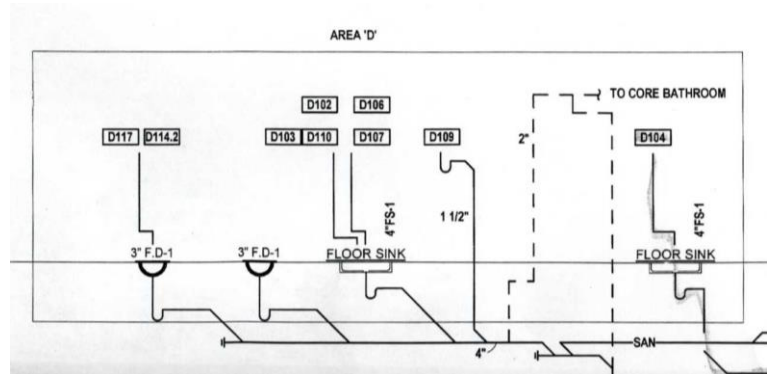 AREA 'D'
TO CORE BATHROOM
D102 D106
D117 D114.2 D103 D110 D107 D109 2" D104
4"FS-1 1 1/2" 4"FS-1
3" F.D-1 3" F.D-1 FLOOR SINK FLOOR SINK
4" SAN